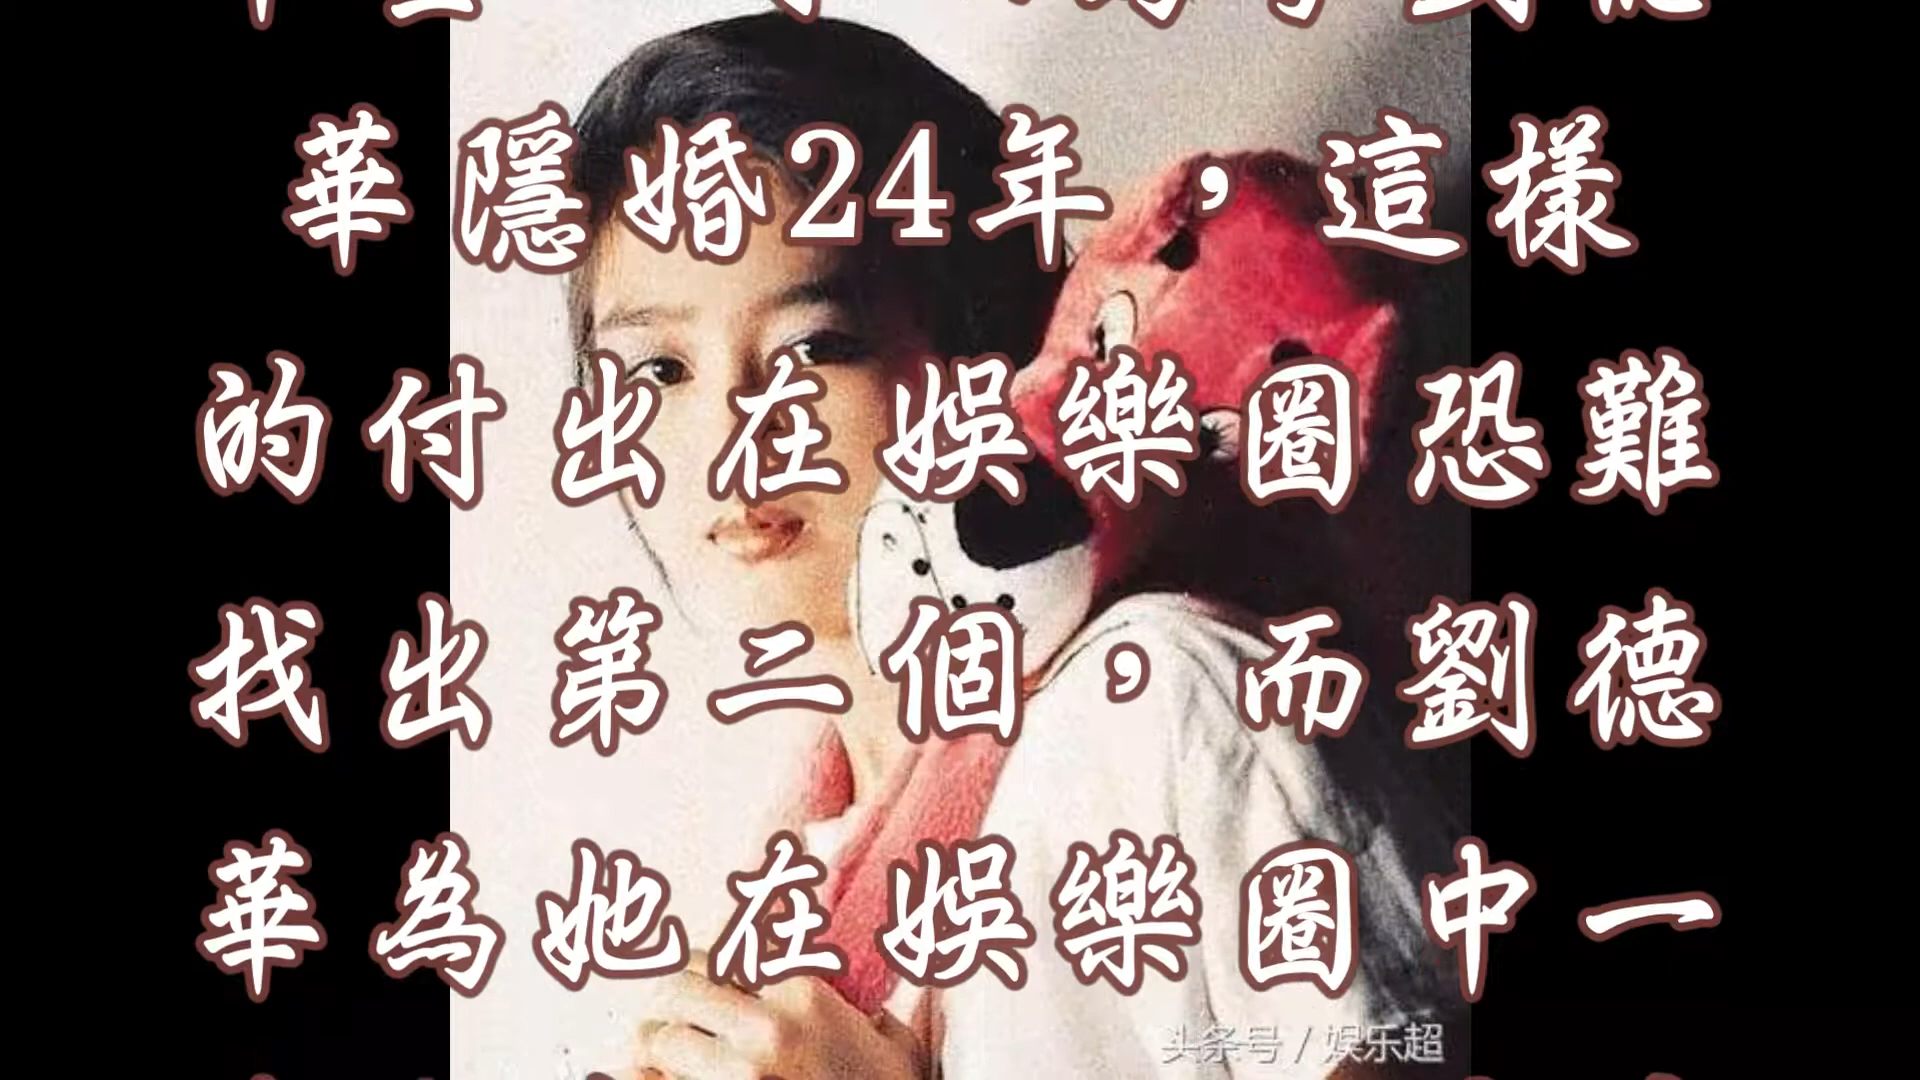 華隱婚24年，這樣
的付出在娛樂圈恐難
找出第二個，而劉德
華為她在娛樂圈中一
头条号 / 娱乐超